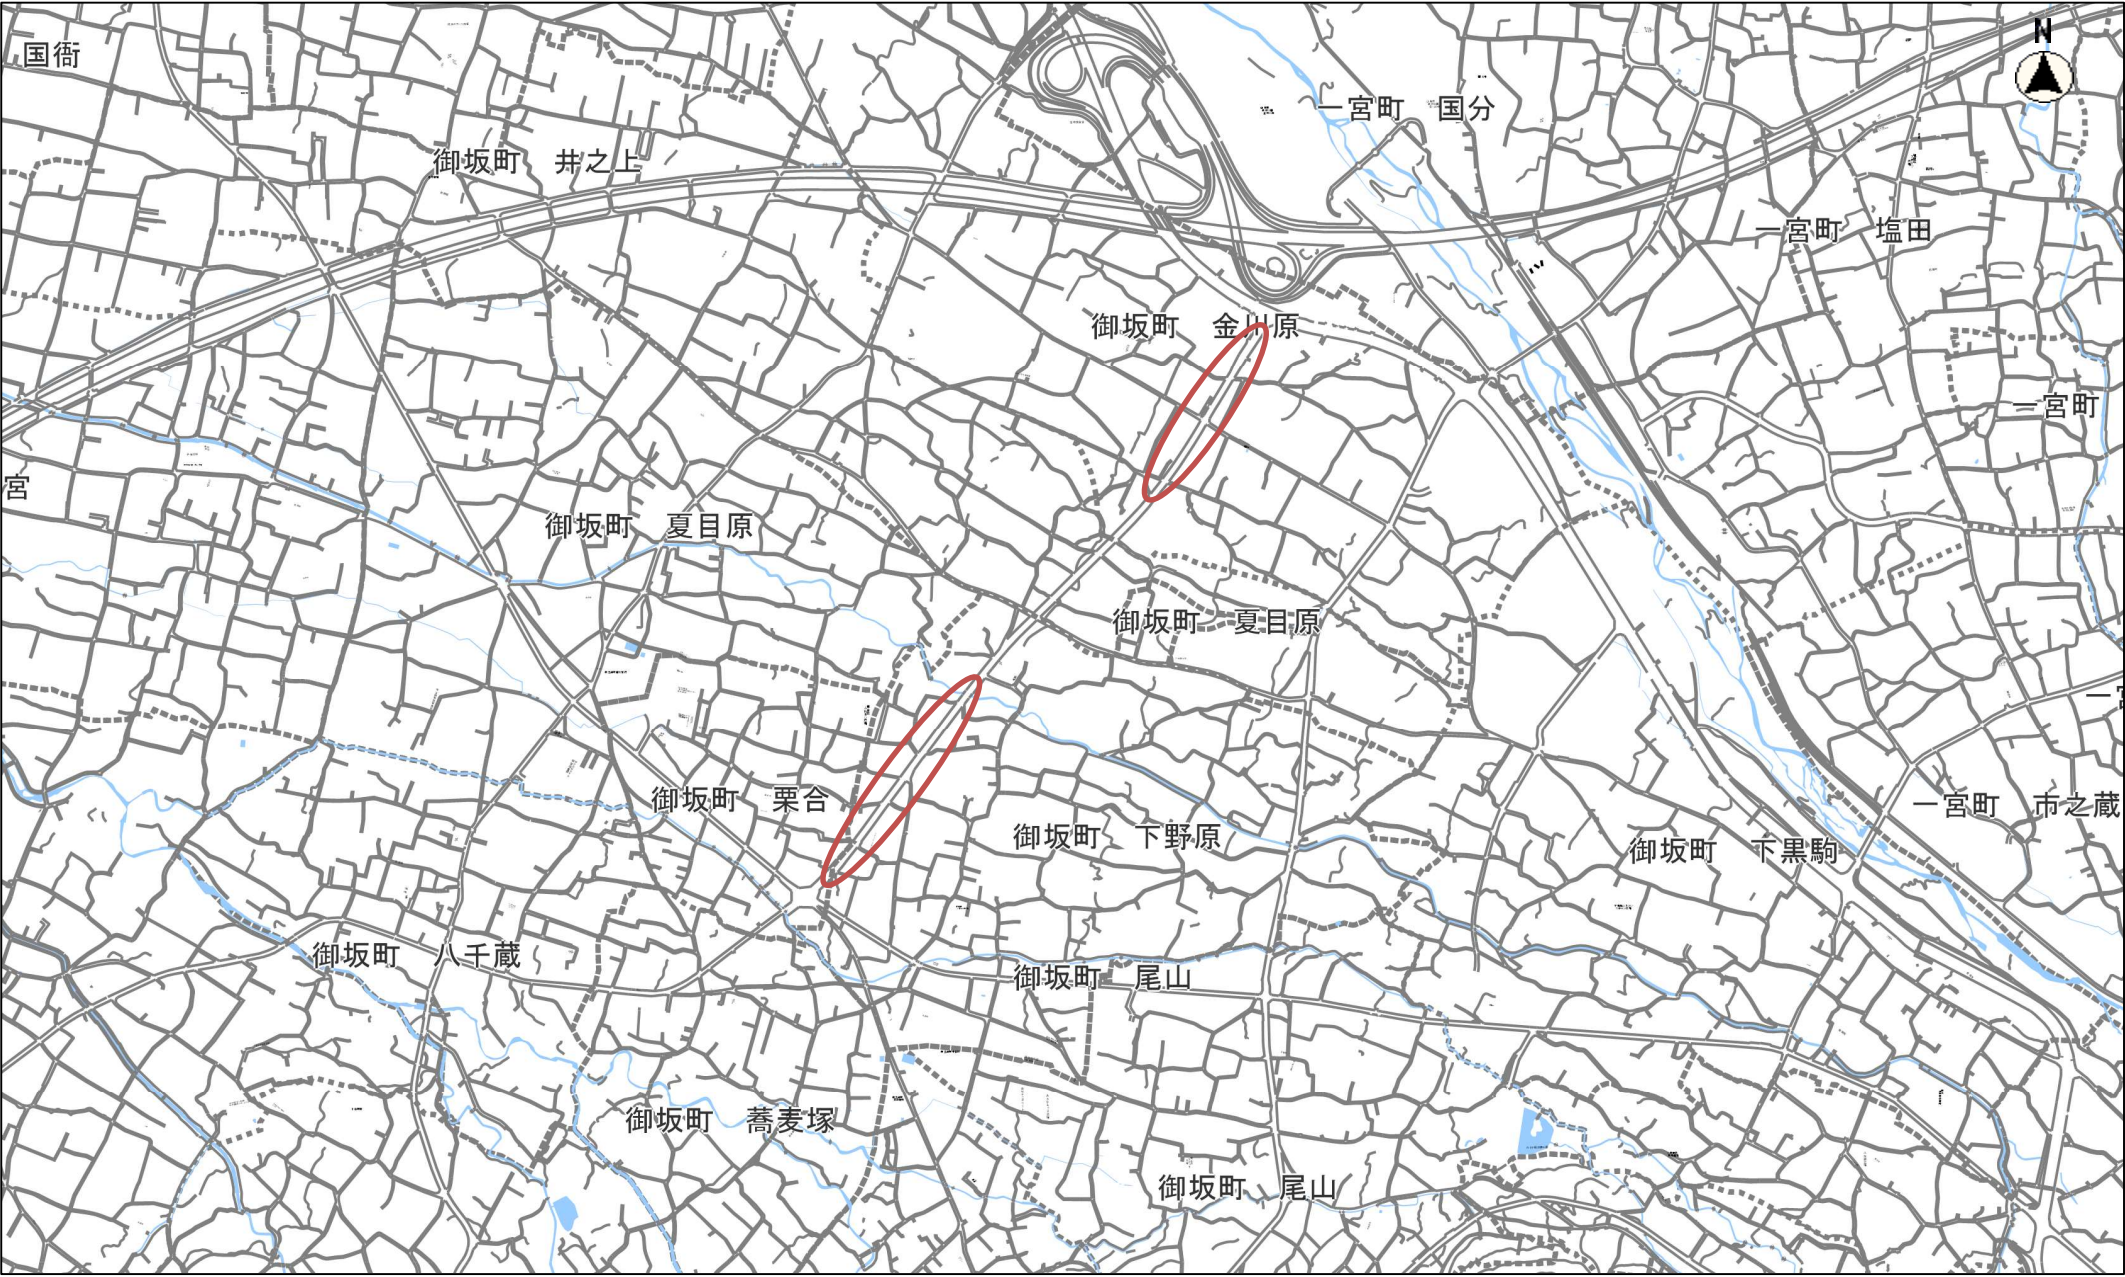 N
国衙
一宮町　国分
御坂町　井之上
一宮町　塩田
御坂町　金川原
一宮町
宮
御坂町　夏目原
御坂町　夏目原
御坂町　栗合
一宮町　市之蔵
御坂町　下野原
御坂町　下黒駒
御坂町　八千蔵
御坂町　尾山
御坂町　蕎麦塚
御坂町　尾山